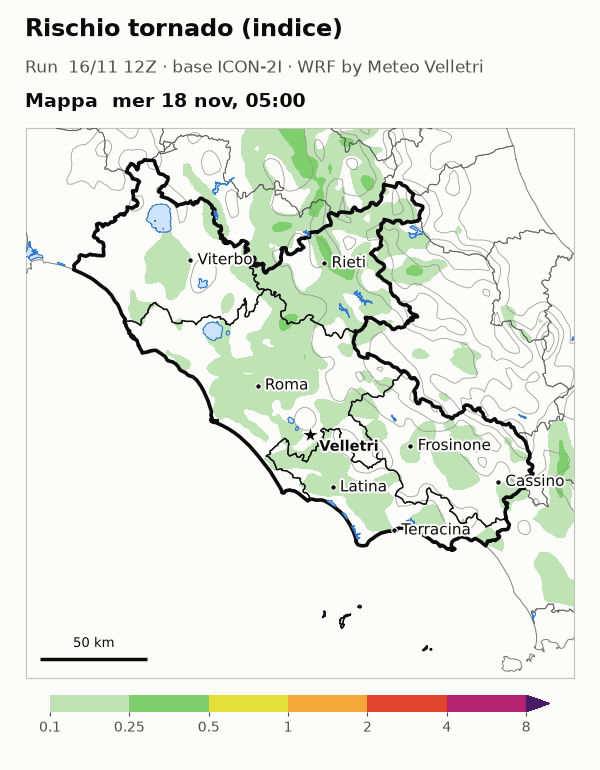 Rischio tornado (indice)
Run  16/11 12Z · base ICON-2I · WRF by Meteo Velletri
Mappa  mer 18 nov, 05:00
Viterbo
Rieti
Roma
Velletri
Frosinone
Cassino
Latina
Terracina
50 km
0.1 0.25 0.5 1 2 4 8